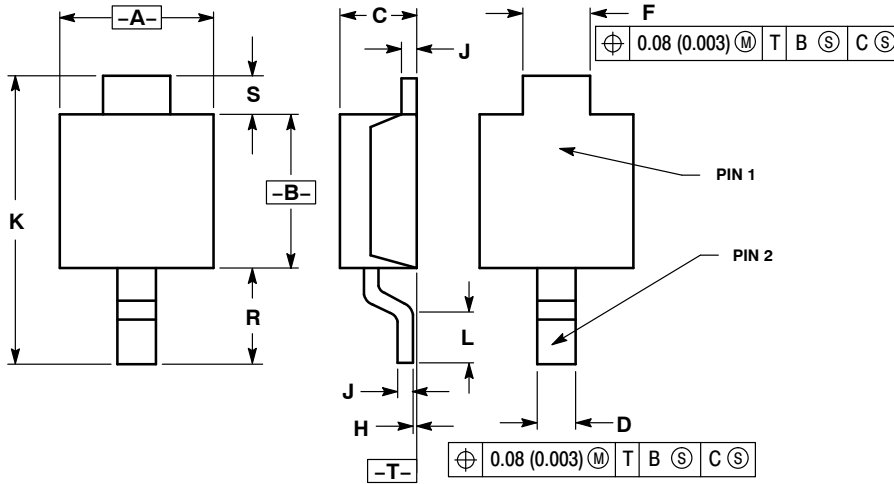 –A–
C
F
⌖ 0.08 (0.003) Ⓜ T B Ⓢ C Ⓢ
J
S
K
–B–
PIN 1
PIN 2
R
L
J
H
D
⌖ 0.08 (0.003) Ⓜ T B Ⓢ C Ⓢ
–T–